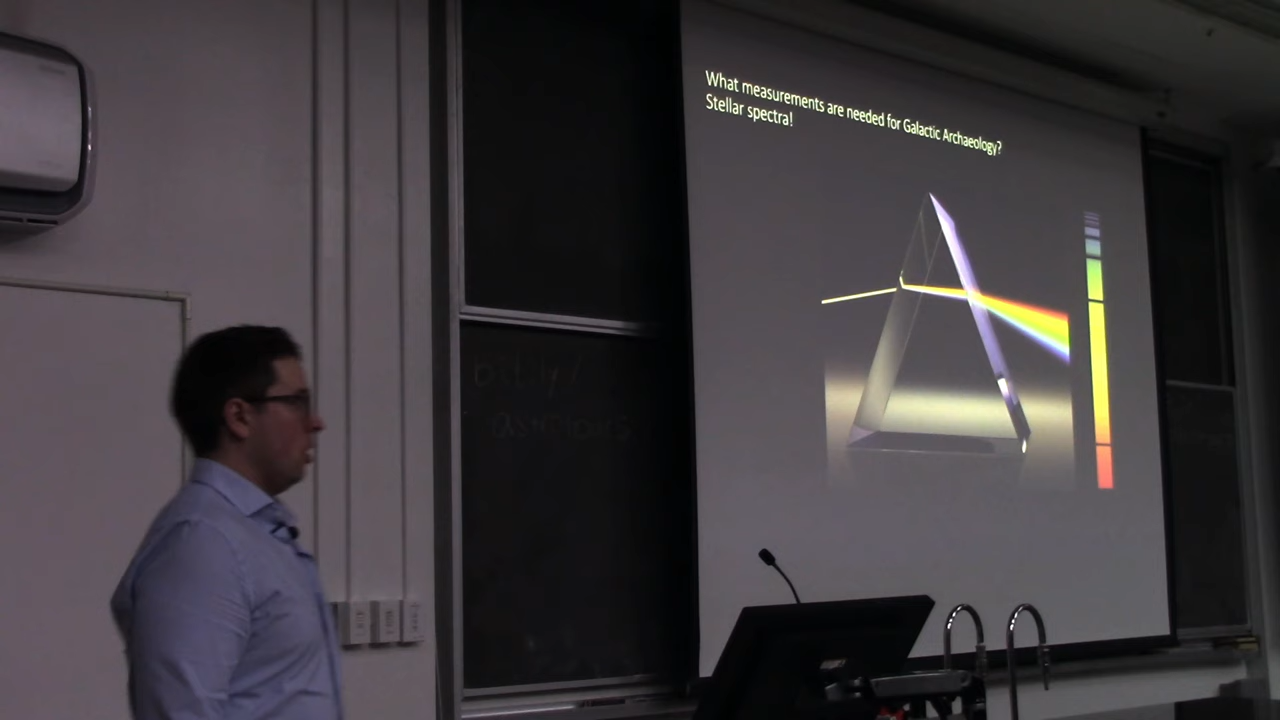 What measurements are needed for Galactic Archaeology?
Stellar spectra!